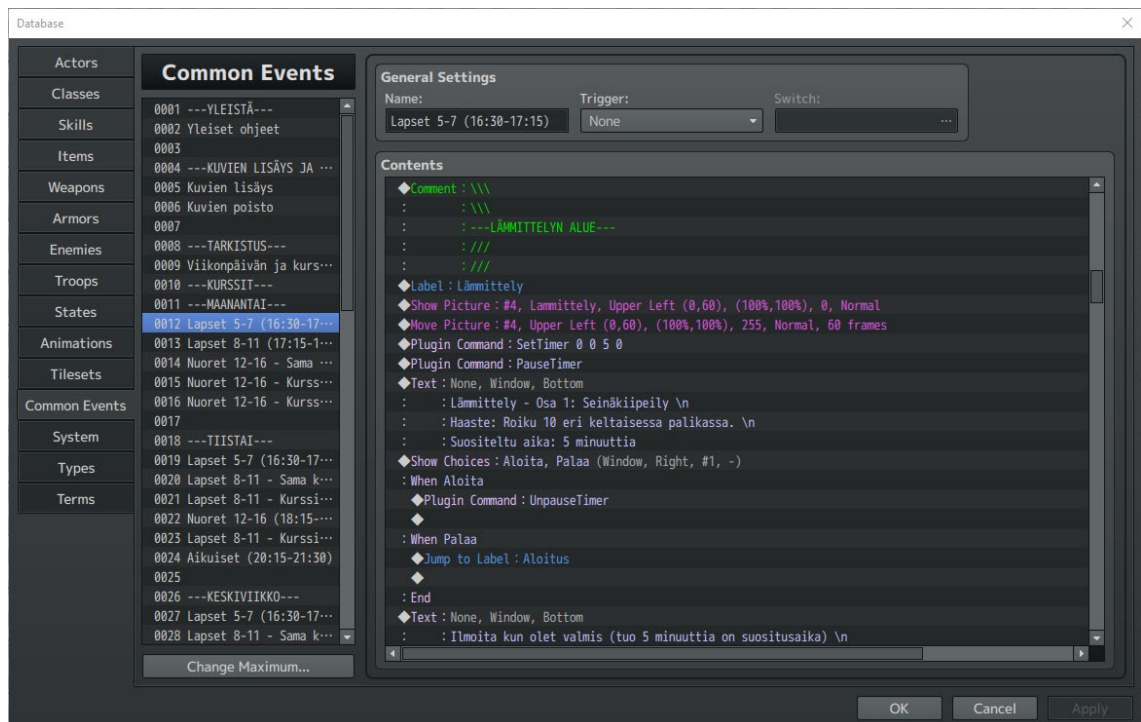 Database
Actors
Classes
Skills
Items
Weapons
Armors
Enemies
Troops
States
Animations
Tilesets
Common Events
System
Types
Terms
Common Events
0001 ---YLEISTÄ---
0002 Yleiset ohjeet
0003
0004 ---KUVIEN LISÄYS JA ···
0005 Kuvien lisäys
0006 Kuvien poisto
0007
0008 ---TARKISTUS---
0009 Viikonpäivän ja kurs···
0010 ---KURSSIT---
0011 ---MAANANTAI---
0012 Lapset 5-7 (16:30-17···
0013 Lapset 8-11 (17:15-1···
0014 Nuoret 12-16 - Sama ···
0015 Nuoret 12-16 - Kurss···
0016 Nuoret 12-16 - Kurss···
0017
0018 ---TIISTAI---
0019 Lapset 5-7 (16:30-17···
0020 Lapset 8-11 - Sama k···
0021 Lapset 8-11 - Kurssi···
0022 Nuoret 12-16 (18:15-···
0023 Lapset 8-11 - Kurssi···
0024 Aikuiset (20:15-21:30)
0025
0026 ---KESKIVIIKKO---
0027 Lapset 5-7 (16:30-17···
0028 Lapset 8-11 - Sama k···
Change Maximum...
General Settings
Name:
Lapset 5-7 (16:30-17:15)
Trigger:
None
Switch:
...
Contents
◆Comment：\\\
：：\\\
：：---LÄMMITTELYN ALUE---
：：///
：：///
◆Label：Lämmittely
◆Show Picture：#4, Lammittely, Upper Left (0,60), (100%,100%), 0, Normal
◆Move Picture：#4, Upper Left (0,60), (100%,100%), 255, Normal, 60 frames
◆Plugin Command：SetTimer 0 0 5 0
◆Plugin Command：PauseTimer
◆Text：None, Window, Bottom
：：Lämmittely - Osa 1: Seinäkiipeily \n
：：Haaste: Roiku 10 eri keltaisessa palikassa. \n
：：Suositeltu aika: 5 minuuttia
◆Show Choices：Aloita, Palaa (Window, Right, #1, -)
：When Aloita
◆Plugin Command：UnpauseTimer
◆
：When Palaa
◆Jump to Label：Aloitus
◆
：End
◆Text：None, Window, Bottom
：：Ilmoita kun olet valmis (tuo 5 minuuttia on suositusaika) \n
OK
Cancel
Apply